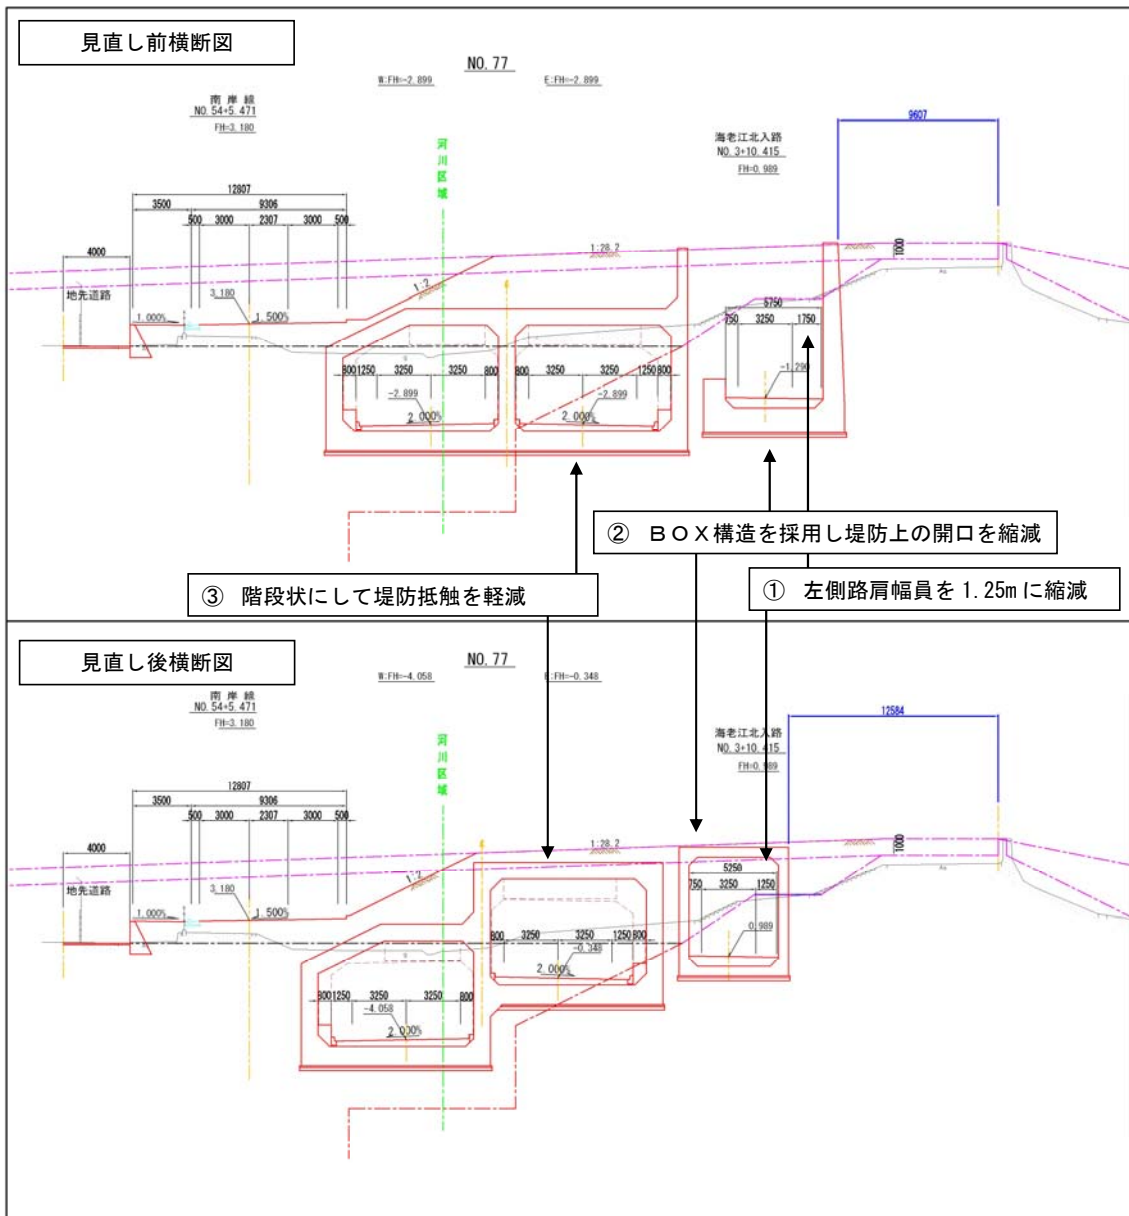 見直し前横断図
NO. 77
W:FH=-2.899
E:FH=-2.899
南岸線
NO. 54+5.471
FH=3.180
河川区域
海老江北入路
NO. 3+10.415
FH=0.989
9607
12807
3500
9306
500
3000
2307
3000
500
4000
地先道路
3.180
1.000%
1.500%
1:2
1:28.2
1000
5750
750
3250
1750
-1.290
800
1250
3250
3250
800
800
3250
3250
1250
800
-2.899
2.000%
-2.899
2.000%
② BOX構造を採用し堤防上の開口を縮減
③ 階段状にして堤防抵触を軽減
① 左側路肩幅員を1.25mに縮減
見直し後横断図
NO. 77
W:FH=-4.058
E:FH=-0.348
南岸線
NO. 54+5.471
FH=3.180
河川区域
海老江北入路
NO. 3+10.415
FH=0.989
12584
12807
3500
9306
500
3000
2307
3000
500
4000
地先道路
3.180
1.000%
1.500%
1:2
1:28.2
1000
5250
750
3250
1250
0.989
800
3250
3250
1250
800
-0.348
2.000%
800
1250
3250
3250
800
-4.058
2.000%